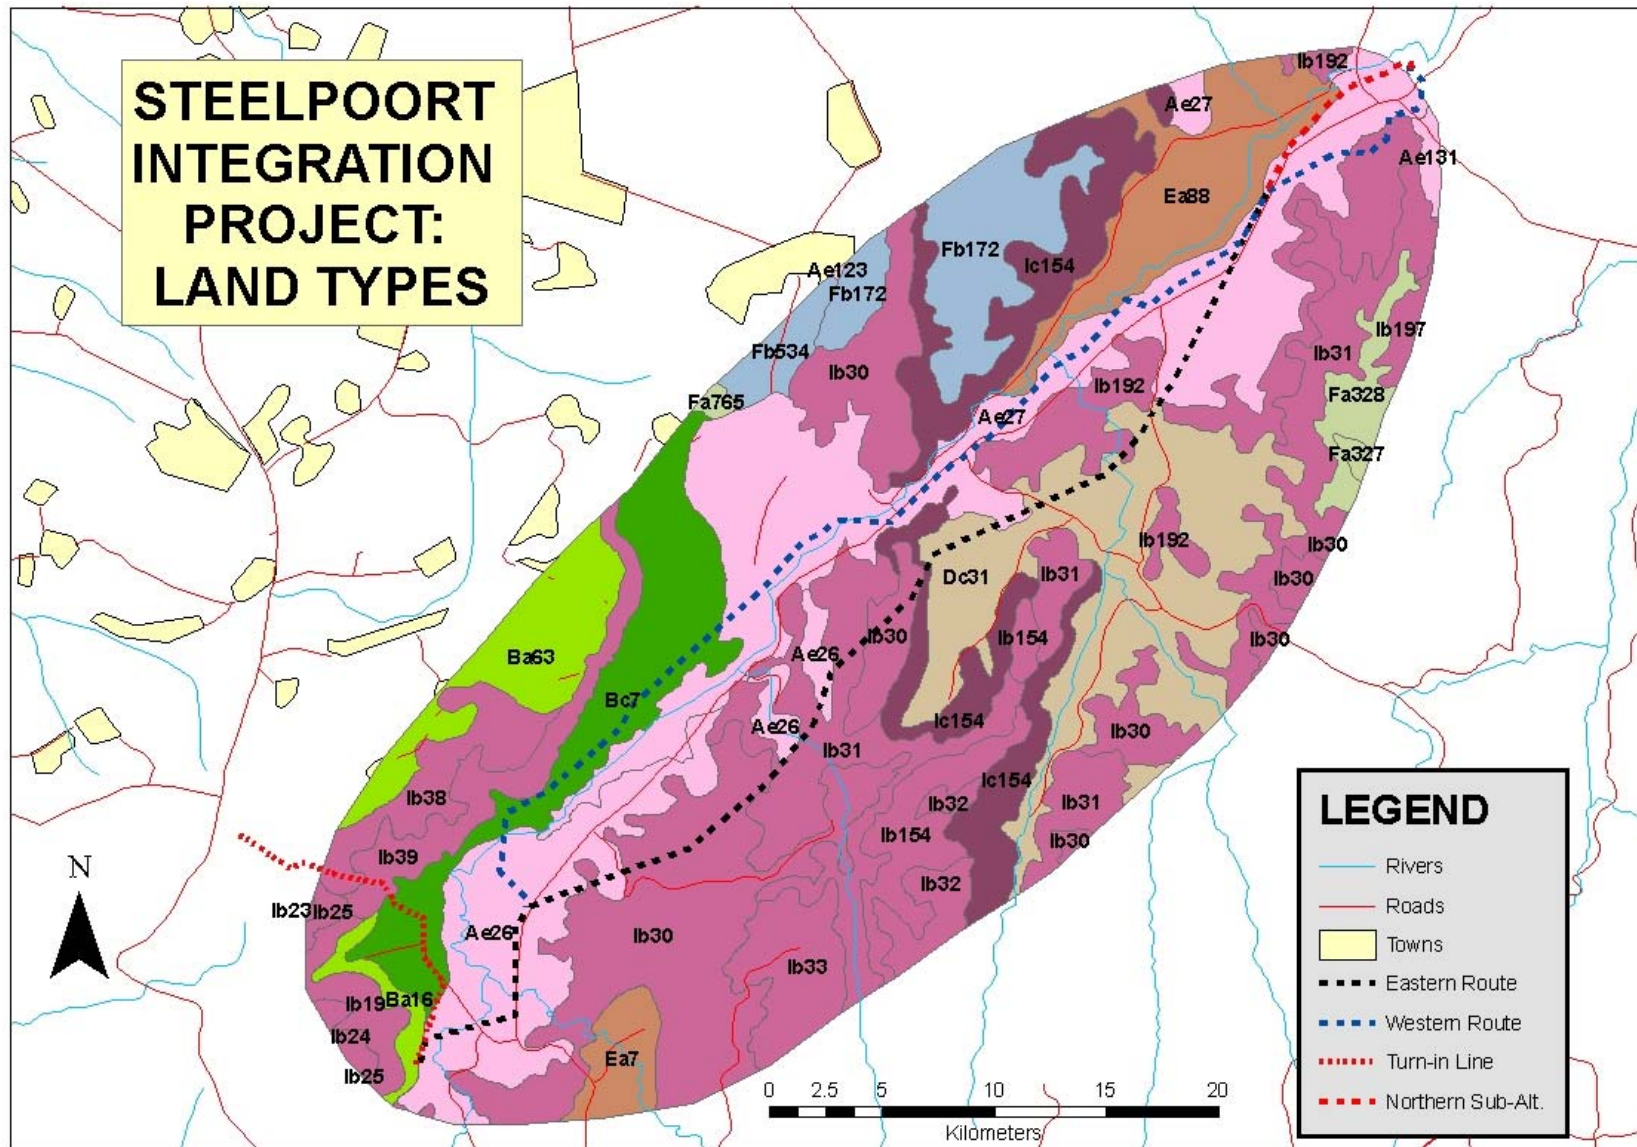 STEELPOORT
INTEGRATION
PROJECT:
LAND TYPES
Ib192
Ae27
Ae131
Ea88
Fb172
Ic154
Ae123
Fb172
Ib197
Ib31
Fb534
Ib30
Ib192
Fa328
Fa765
Ae27
Fa327
Ib192
Ib30
Dc31
Ib31
Ib30
Ib30
Ib154
Ib30
Ba63
Ae26
Bc7
Ic154
Ae26
Ib30
Ib31
Ic154
Ib38
Ib32
Ib31
Ib154
Ib30
Ib39
Ib32
Ib23
Ib25
Ae26
Ib30
Ib33
Ib19
Ba16
Ib24
Ea7
Ib25
N
0 2.5 5 10 15 20
Kilometers
LEGEND
Rivers
Roads
Towns
Eastern Route
Western Route
Turn-in Line
Northern Sub-Alt.